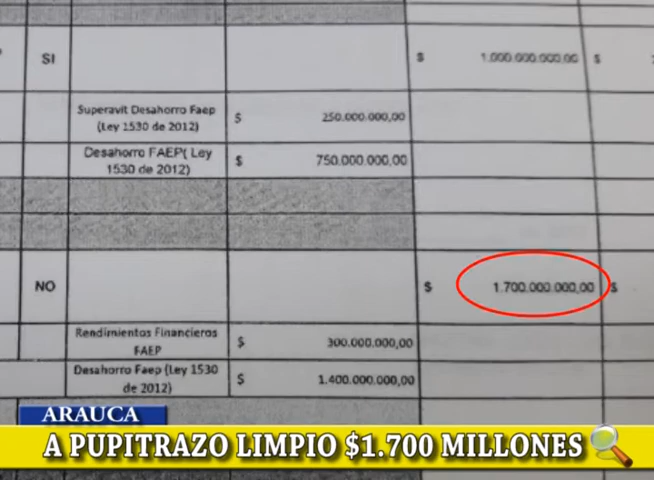 SI
$ 1.000.000.000,00 $
Superavit Desahorro Faep
(Ley 1530 de 2012)
$ 250.000.000,00
Desahorro FAEP( Ley
1530 de 2012)
$ 750.000.000,00
NO
$ 1.700.000.000,00 $
Rendimientos Financieros
FAEP
$ 300.000.000,00
Desahorro Faep (Ley 1530
de 2012)
$ 1.400.000.000,00
ARAUCA
A PUPITRAZO LIMPIO $1.700 MILLONES